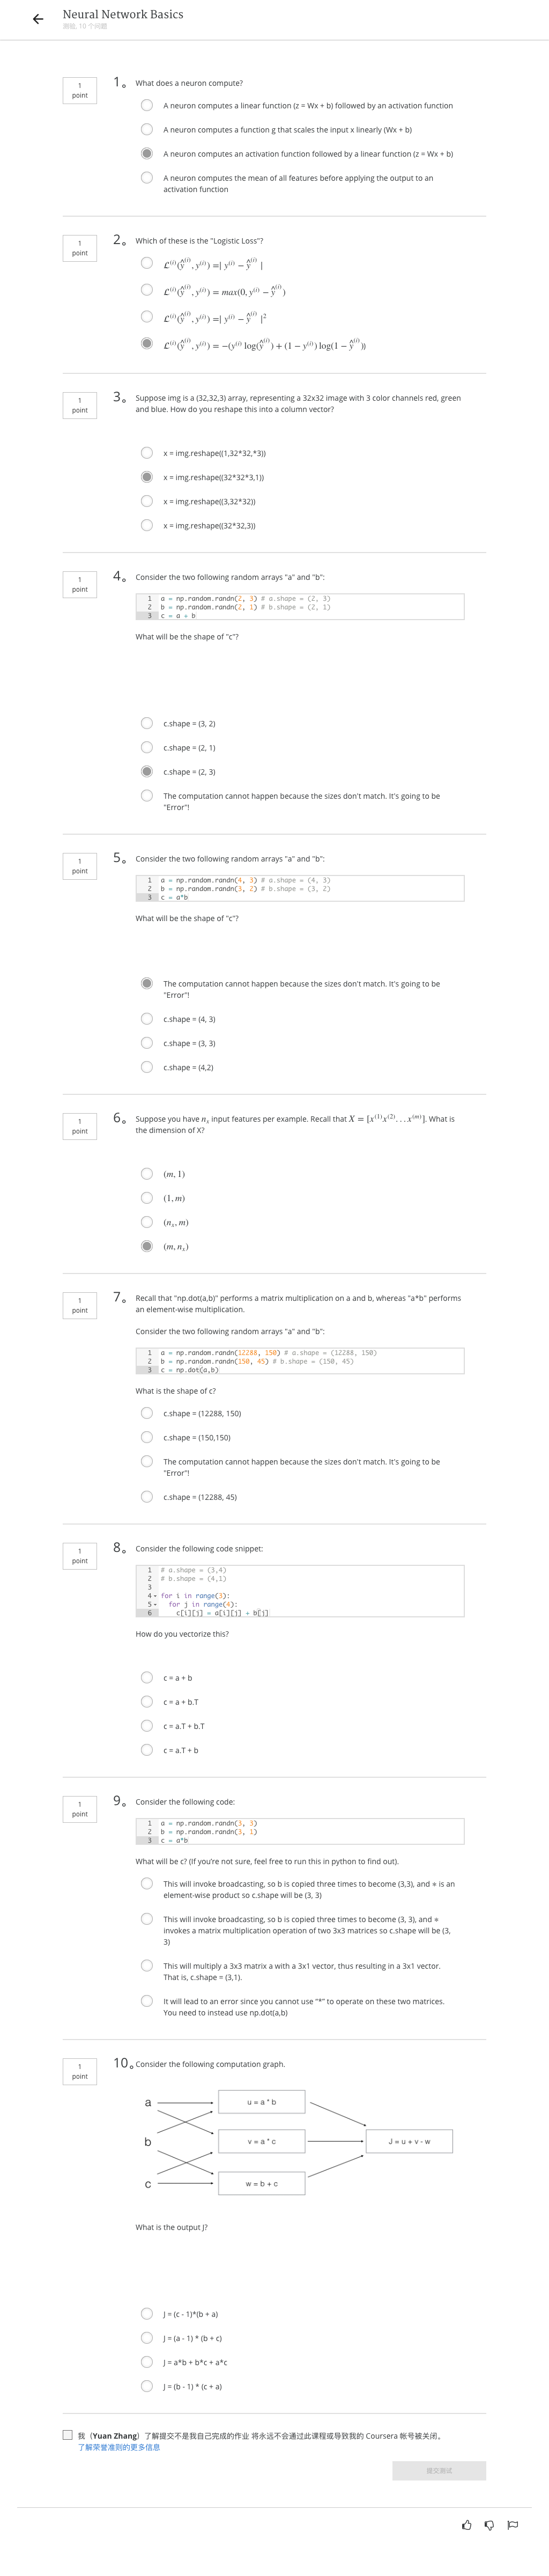 Neural Network Basics
测验, 10 个问题
1
point
1。
What does a neuron compute?
A neuron computes a linear function (z = Wx + b) followed by an activation function
A neuron computes a function g that scales the input x linearly (Wx + b)
A neuron computes an activation function followed by a linear function (z = Wx + b)
A neuron computes the mean of all features before applying the output to an
activation function
1
point
2。
Which of these is the "Logistic Loss"?
ℒ⁽ⁱ⁾(ŷ⁽ⁱ⁾, y⁽ⁱ⁾) =| y⁽ⁱ⁾ − ŷ⁽ⁱ⁾ |
ℒ⁽ⁱ⁾(ŷ⁽ⁱ⁾, y⁽ⁱ⁾) = max(0, y⁽ⁱ⁾ − ŷ⁽ⁱ⁾)
ℒ⁽ⁱ⁾(ŷ⁽ⁱ⁾, y⁽ⁱ⁾) =| y⁽ⁱ⁾ − ŷ⁽ⁱ⁾ |²
ℒ⁽ⁱ⁾(ŷ⁽ⁱ⁾, y⁽ⁱ⁾) = −(y⁽ⁱ⁾ log(ŷ⁽ⁱ⁾) + (1 − y⁽ⁱ⁾) log(1 − ŷ⁽ⁱ⁾))
1
point
3。
Suppose img is a (32,32,3) array, representing a 32x32 image with 3 color channels red, green
and blue. How do you reshape this into a column vector?
x = img.reshape((1,32*32,*3))
x = img.reshape((32*32*3,1))
x = img.reshape((3,32*32))
x = img.reshape((32*32,3))
1
point
4。
Consider the two following random arrays "a" and "b":
1 a = np.random.randn(2, 3) # a.shape = (2, 3)
2 b = np.random.randn(2, 1) # b.shape = (2, 1)
3 c = a + b
What will be the shape of "c"?
c.shape = (3, 2)
c.shape = (2, 1)
c.shape = (2, 3)
The computation cannot happen because the sizes don't match. It's going to be
"Error"!
1
point
5。
Consider the two following random arrays "a" and "b":
1 a = np.random.randn(4, 3) # a.shape = (4, 3)
2 b = np.random.randn(3, 2) # b.shape = (3, 2)
3 c = a*b
What will be the shape of "c"?
The computation cannot happen because the sizes don't match. It's going to be
"Error"!
c.shape = (4, 3)
c.shape = (3, 3)
c.shape = (4,2)
1
point
6。
Suppose you have nₓ input features per example. Recall that X = [x⁽¹⁾x⁽²⁾. . .x⁽ᵐ⁾]. What is
the dimension of X?
(m, 1)
(1, m)
(nₓ, m)
(m, nₓ)
1
point
7。
Recall that "np.dot(a,b)" performs a matrix multiplication on a and b, whereas "a*b" performs
an element-wise multiplication.
Consider the two following random arrays "a" and "b":
1 a = np.random.randn(12288, 150) # a.shape = (12288, 150)
2 b = np.random.randn(150, 45) # b.shape = (150, 45)
3 c = np.dot(a,b)
What is the shape of c?
c.shape = (12288, 150)
c.shape = (150,150)
The computation cannot happen because the sizes don't match. It's going to be
"Error"!
c.shape = (12288, 45)
1
point
8。
Consider the following code snippet:
1 # a.shape = (3,4)
2 # b.shape = (4,1)
3
4 for i in range(3):
5 for j in range(4):
6 c[i][j] = a[i][j] + b[j]
How do you vectorize this?
c = a + b
c = a + b.T
c = a.T + b.T
c = a.T + b
1
point
9。
Consider the following code:
1 a = np.random.randn(3, 3)
2 b = np.random.randn(3, 1)
3 c = a*b
What will be c? (If you're not sure, feel free to run this in python to find out).
This will invoke broadcasting, so b is copied three times to become (3,3), and ∗ is an
element-wise product so c.shape will be (3, 3)
This will invoke broadcasting, so b is copied three times to become (3, 3), and ∗
invokes a matrix multiplication operation of two 3x3 matrices so c.shape will be (3,
3)
This will multiply a 3x3 matrix a with a 3x1 vector, thus resulting in a 3x1 vector.
That is, c.shape = (3,1).
It will lead to an error since you cannot use "*" to operate on these two matrices.
You need to instead use np.dot(a,b)
1
point
10。
Consider the following computation graph.
a
u = a * b
b
v = a * c
J = u + v - w
c
w = b + c
What is the output J?
J = (c - 1)*(b + a)
J = (a - 1) * (b + c)
J = a*b + b*c + a*c
J = (b - 1) * (c + a)
我（Yuan Zhang）了解提交不是我自己完成的作业 将永远不会通过此课程或导致我的 Coursera 帐号被关闭。
了解荣誉准则的更多信息
提交测试